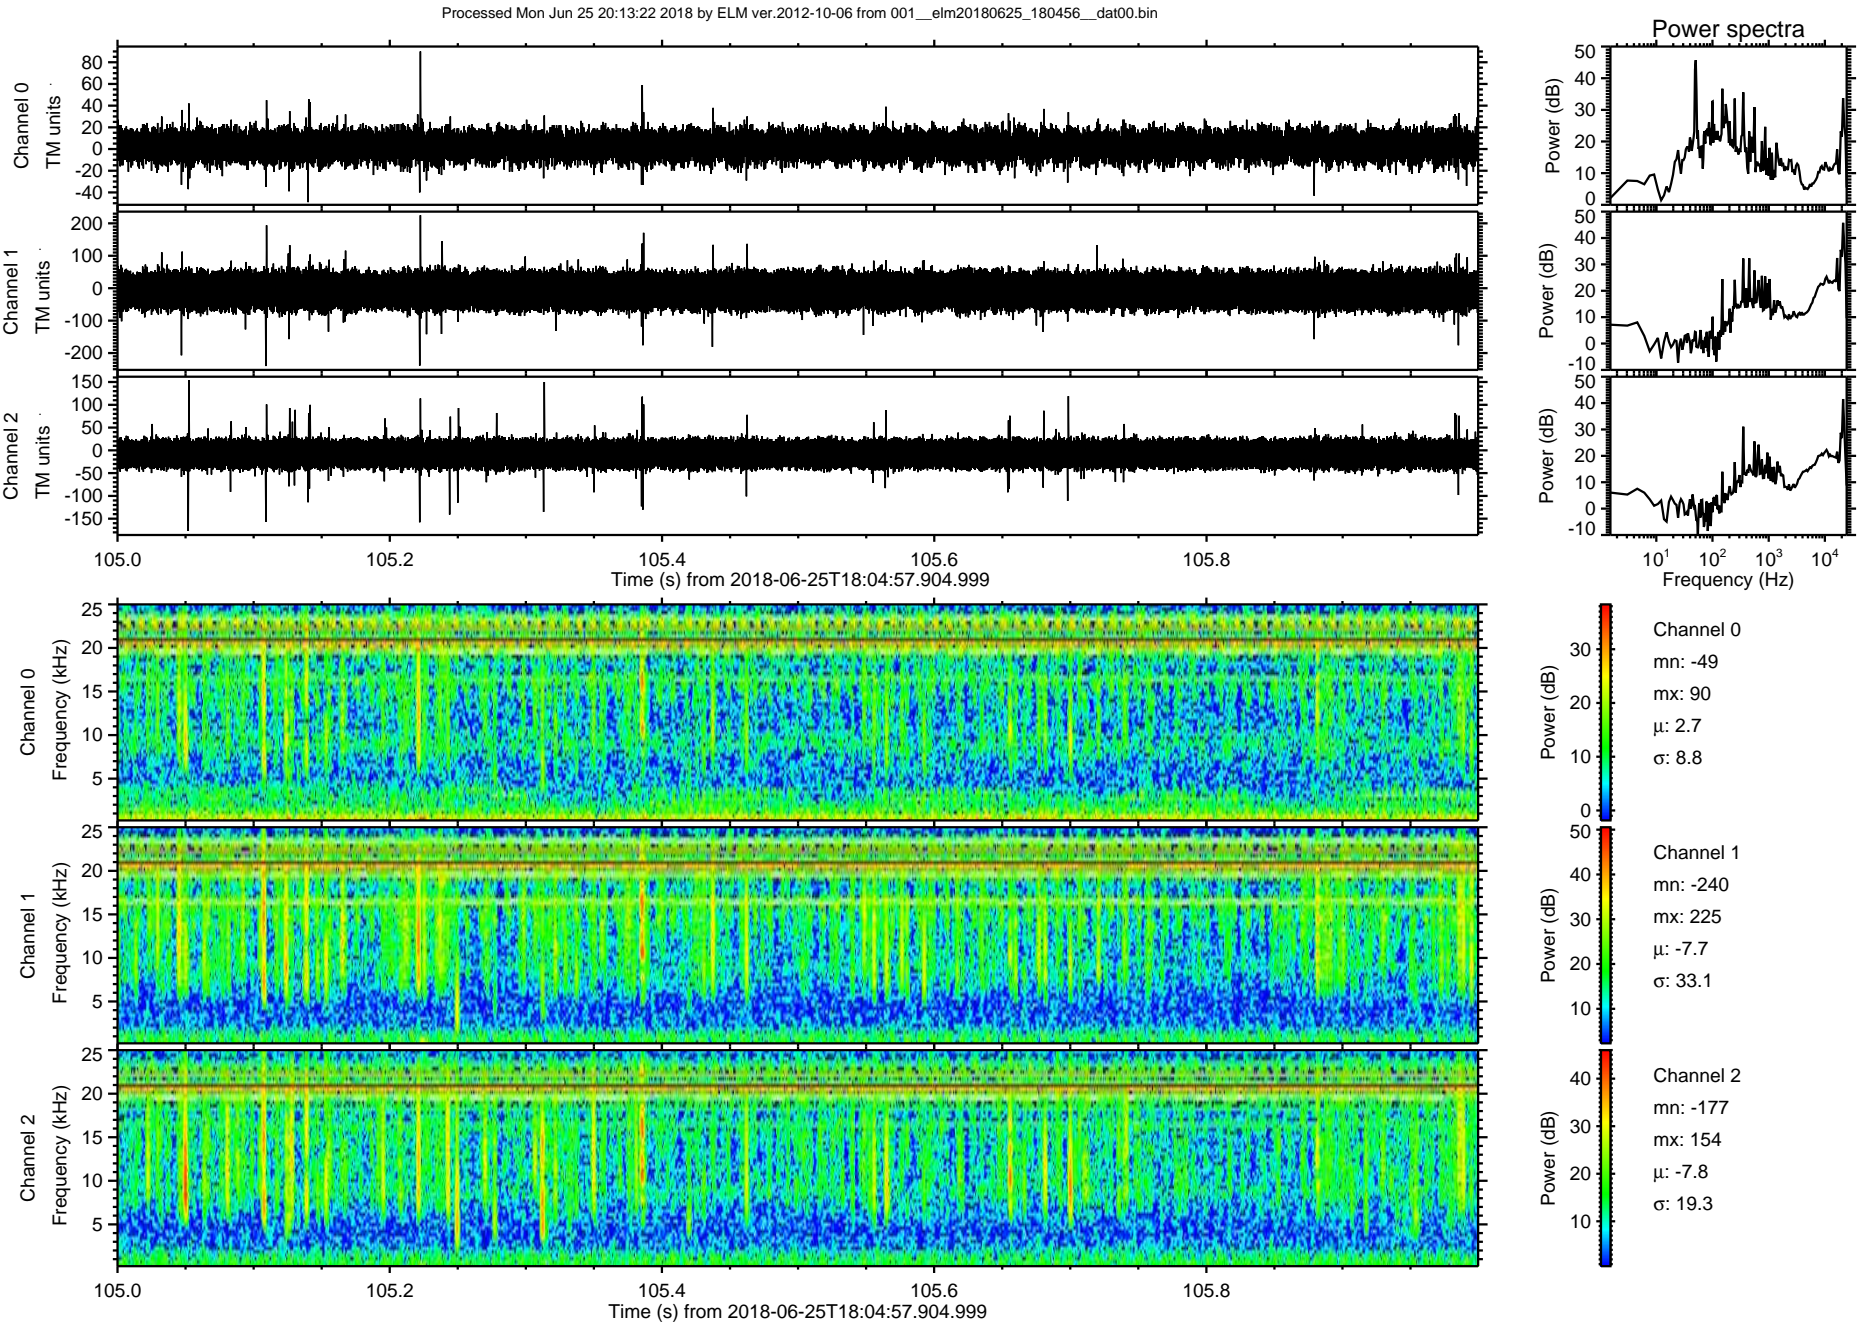 Processed Mon Jun 25 20:13:22 2018 by ELM ver.2012-10-06 from 001__elm20180625_180456__dat00.bin
Power spectra
Channel 0
TM units
80
60
40
20
0
-20
-40
Power (dB)
50
40
30
20
10
0
Channel 1
TM units
200
100
0
-100
-200
Power (dB)
50
40
30
20
10
0
-10
Channel 2
TM units
150
100
50
0
-50
-100
-150
Power (dB)
50
40
30
20
10
0
-10
105.0 105.2 105.4 105.6 105.8
Time (s) from 2018-06-25T18:04:57.904.999
10¹ 10² 10³ 10⁴
Frequency (Hz)
Channel 0
Frequency (kHz)
25
20
15
10
5
Power (dB)
30
20
10
0
Channel 0
mn: -49
mx: 90
μ: 2.7
σ: 8.8
Channel 1
Frequency (kHz)
25
20
15
10
5
Power (dB)
50
40
30
20
10
Channel 1
mn: -240
mx: 225
μ: -7.7
σ: 33.1
Channel 2
Frequency (kHz)
25
20
15
10
5
Power (dB)
40
30
20
10
Channel 2
mn: -177
mx: 154
μ: -7.8
σ: 19.3
105.0 105.2 105.4 105.6 105.8
Time (s) from 2018-06-25T18:04:57.904.999